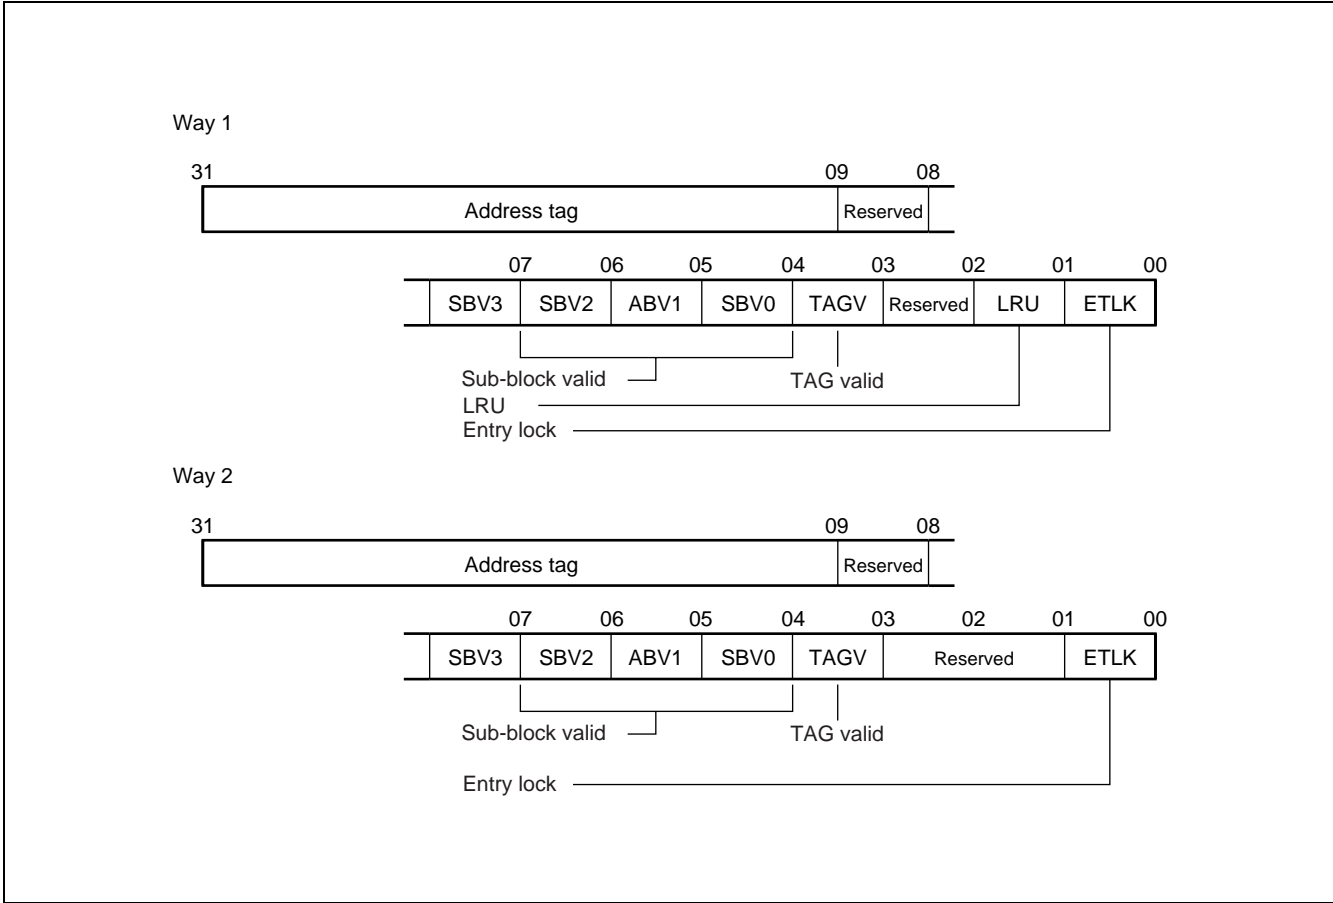 Way 1
31 09 08
Address tag Reserved
07 06 05 04 03 02 01 00
SBV3 SBV2 ABV1 SBV0 TAGV Reserved LRU ETLK
Sub-block valid TAG valid
LRU
Entry lock
Way 2
31 09 08
Address tag Reserved
07 06 05 04 03 02 01 00
SBV3 SBV2 ABV1 SBV0 TAGV Reserved ETLK
Sub-block valid TAG valid
Entry lock